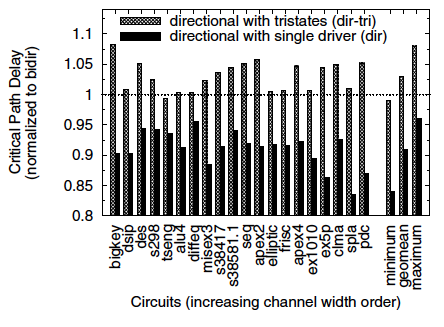 directional with tristates (dir-tri)
directional with single driver (dir)
Critical Path Delay
(normalized to bidir)
1.1
1.05
1
0.95
0.9
0.85
0.8
bigkey
dsip
des
s298
tseng
alu4
diffeq
misex3
s38417
s38581.1
seq
apex2
elliptic
frisc
apex4
ex1010
ex5p
clma
spla
pdc
minimum
geomean
maximum
Circuits (increasing channel width order)